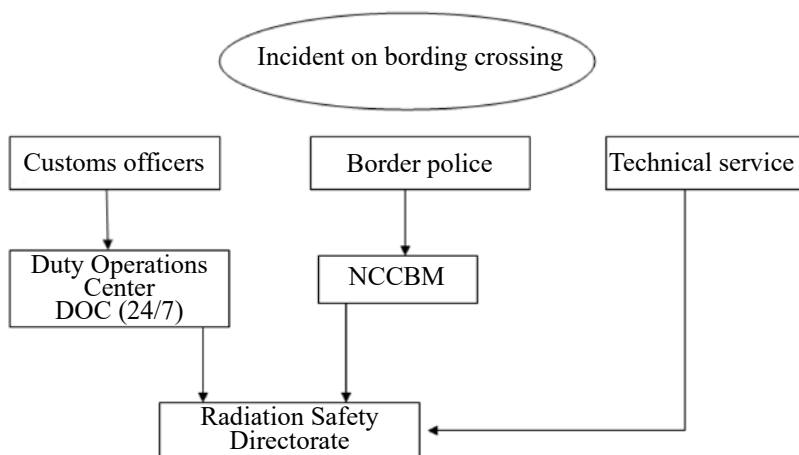 Incident on bording crossing
Customs officers
Border police
Technical service
Duty Operations
Center
DOC (24/7)
NCCBM
Radiation Safety
Directorate